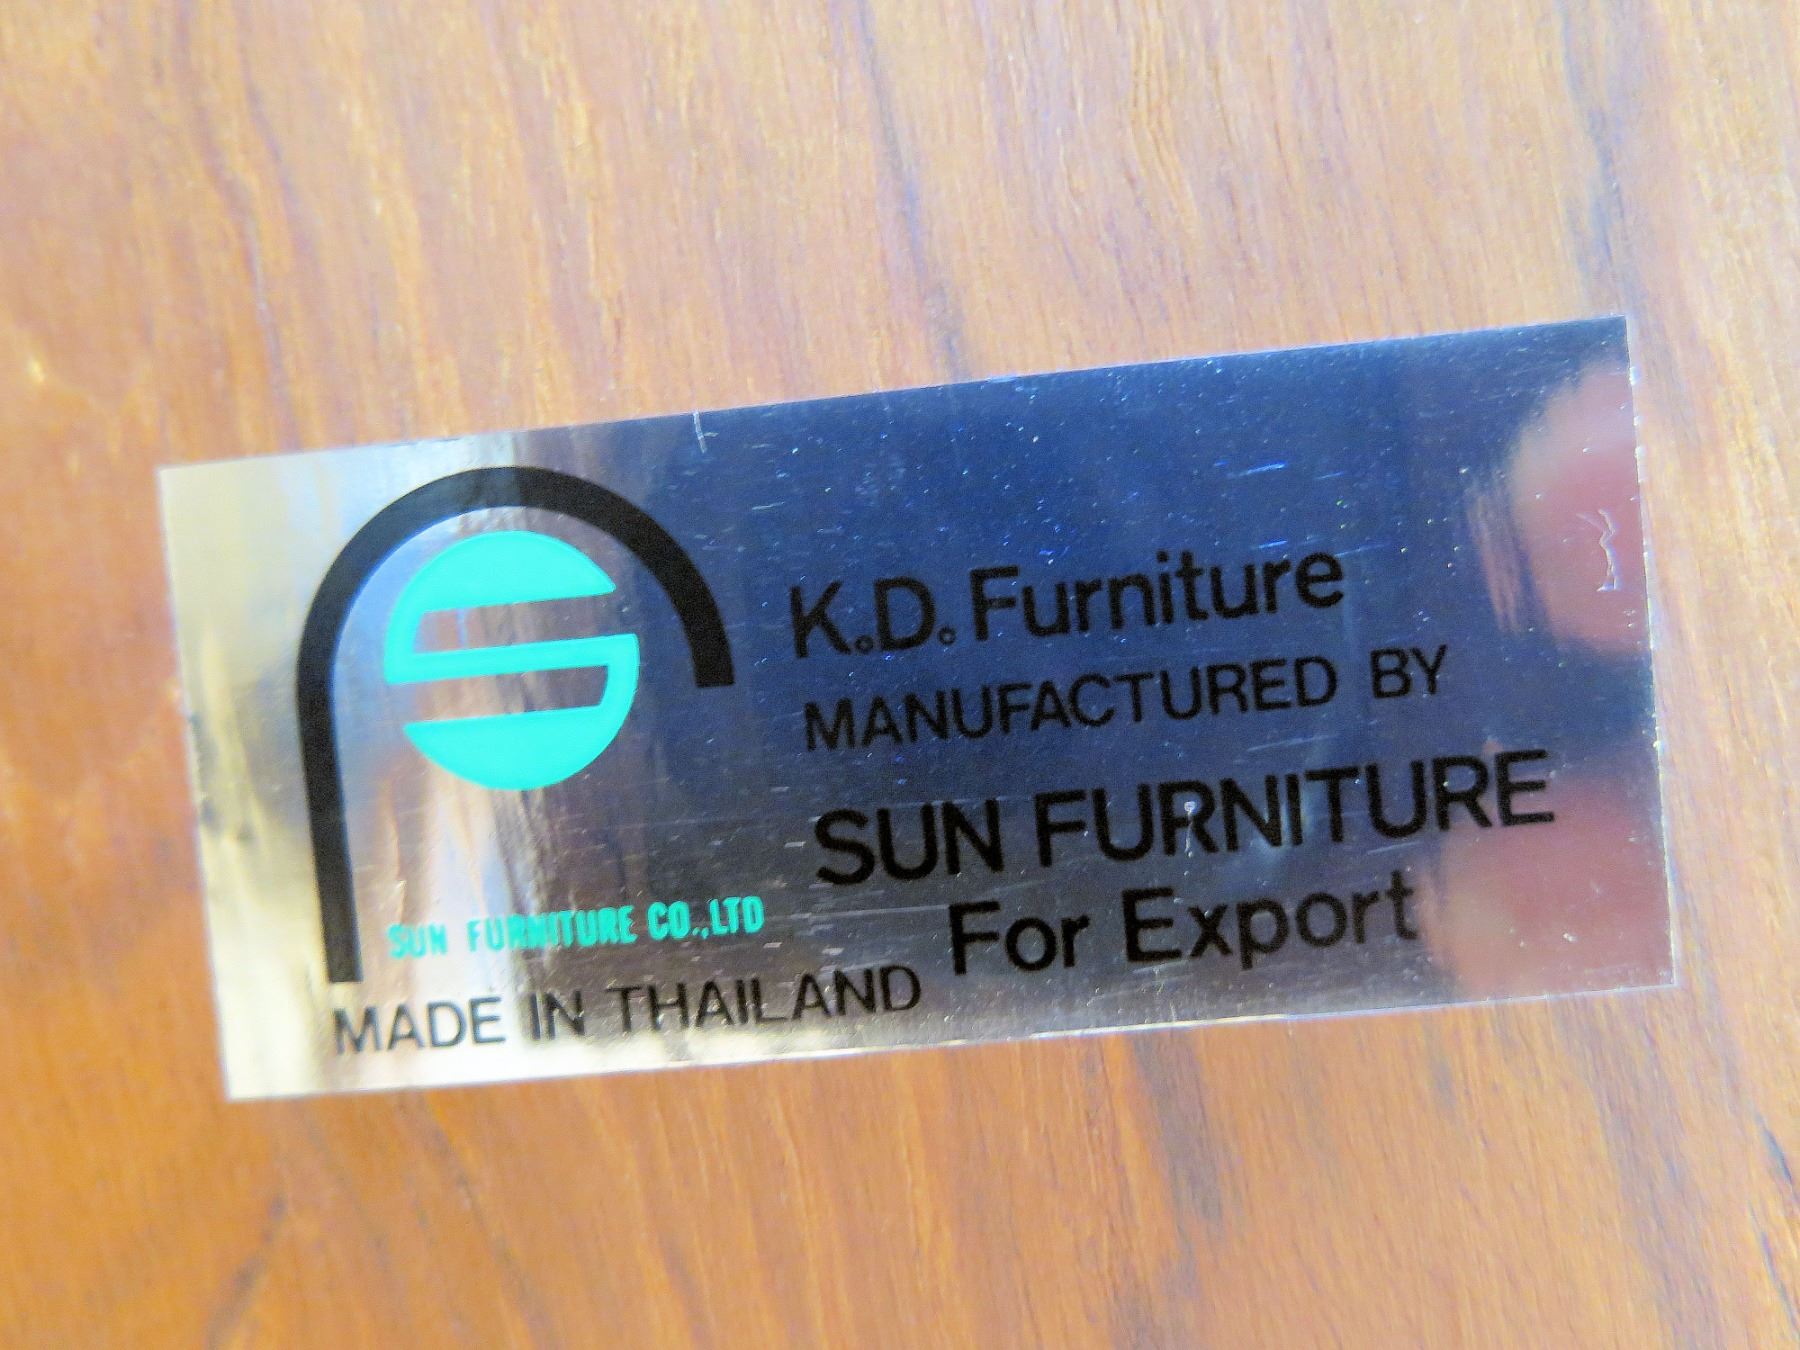 K.D. Furniture
MANUFACTURED BY
SUN FURNITURE
For Export
S
SUN FURNITURE CO.,LTD
MADE IN THAILAND